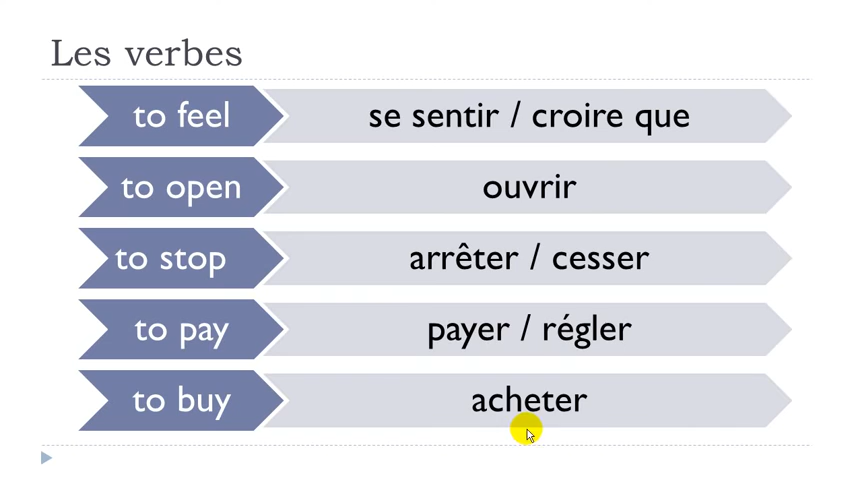 Les verbes
to feel
se sentir / croire que
to open
ouvrir
to stop
arrêter / cesser
to pay
payer / régler
to buy
acheter